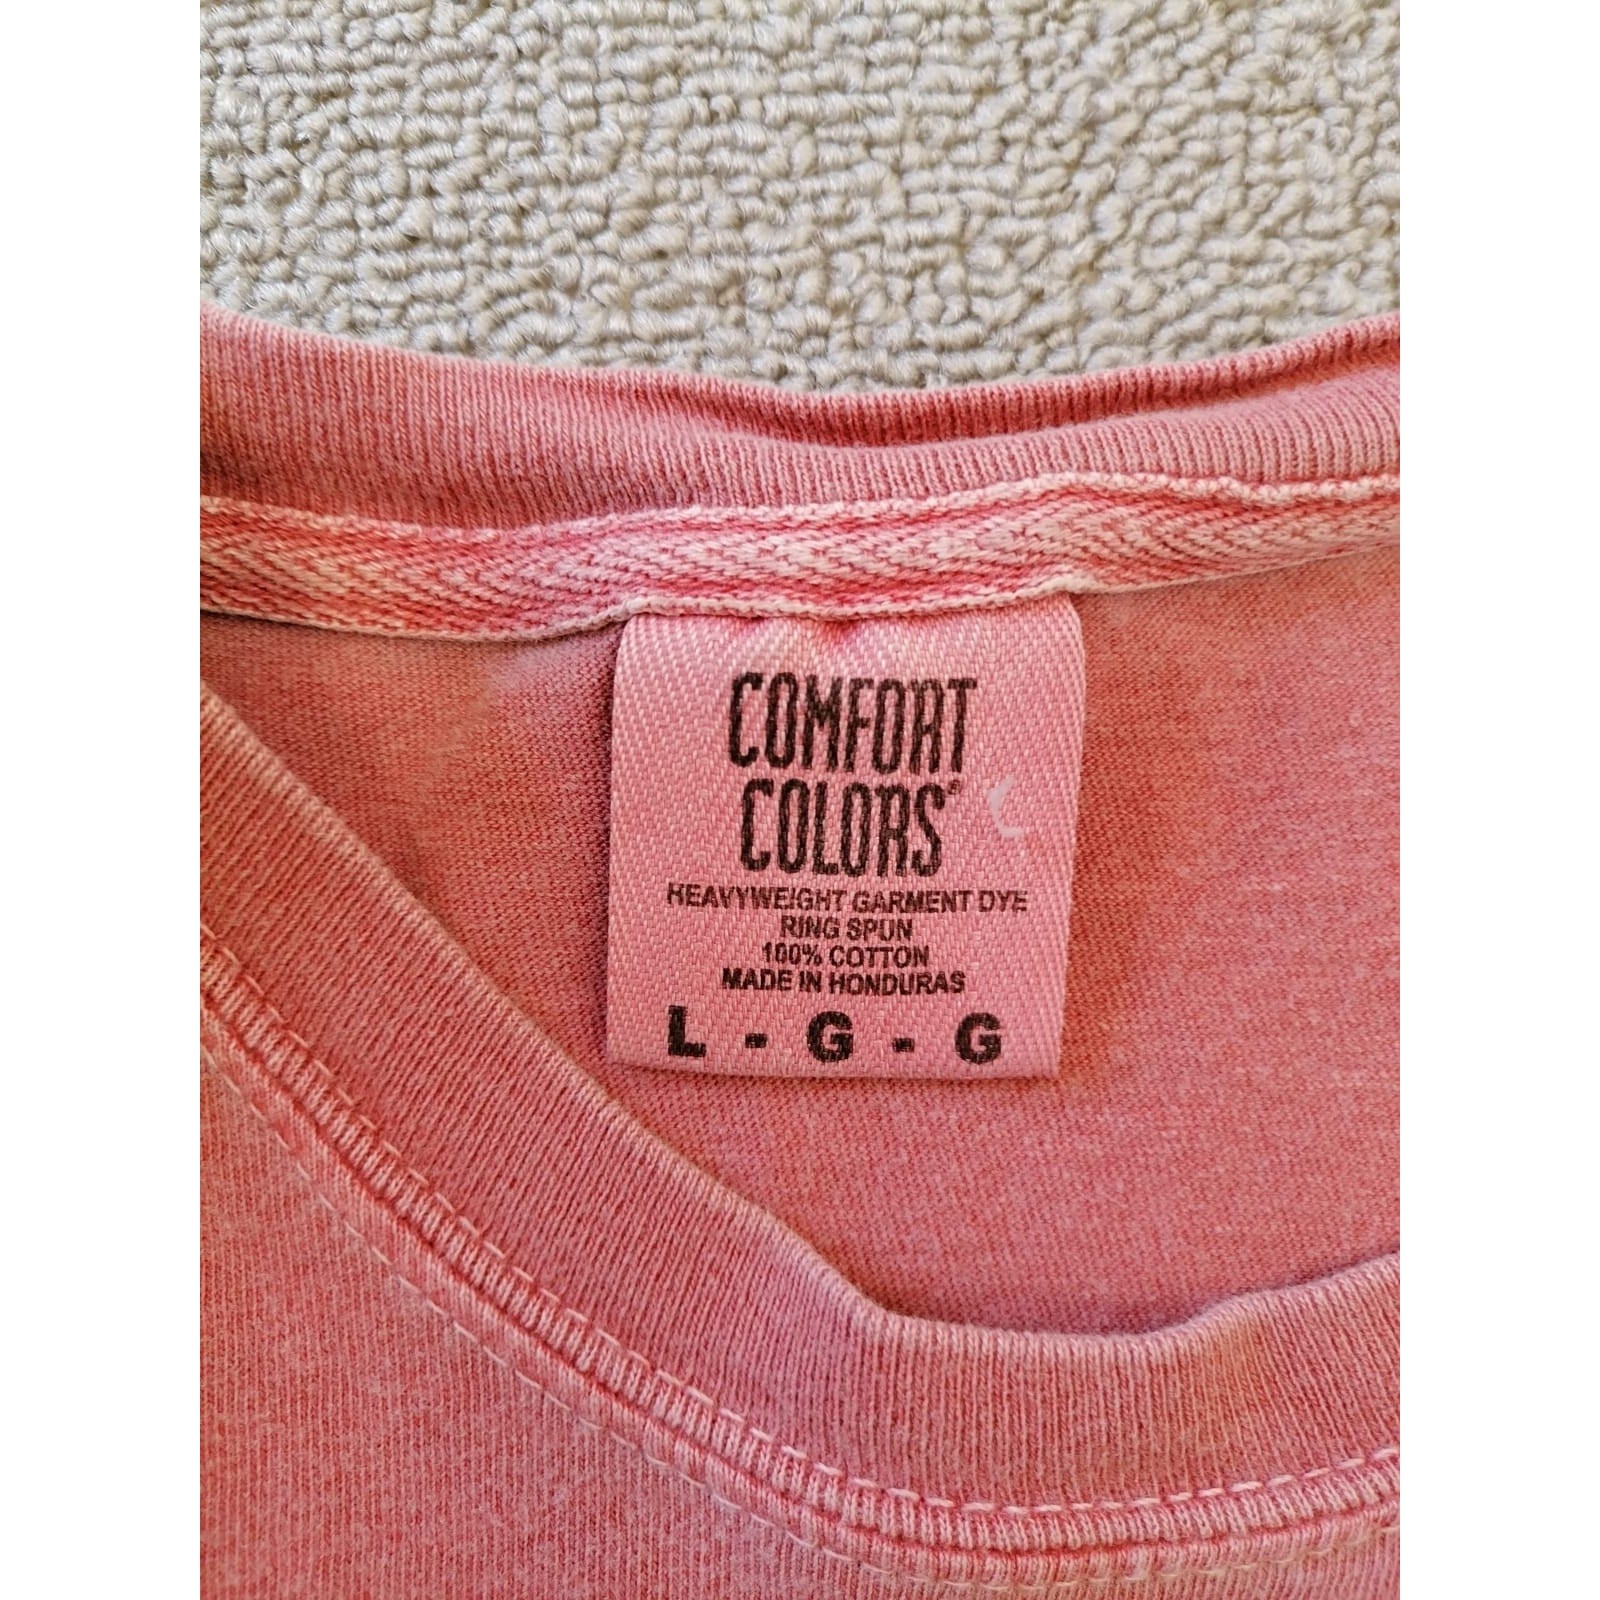 COMFORT
COLORS®
HEAVYWEIGHT GARMENT DYE
RING SPUN
100% COTTON
MADE IN HONDURAS
L - G - G